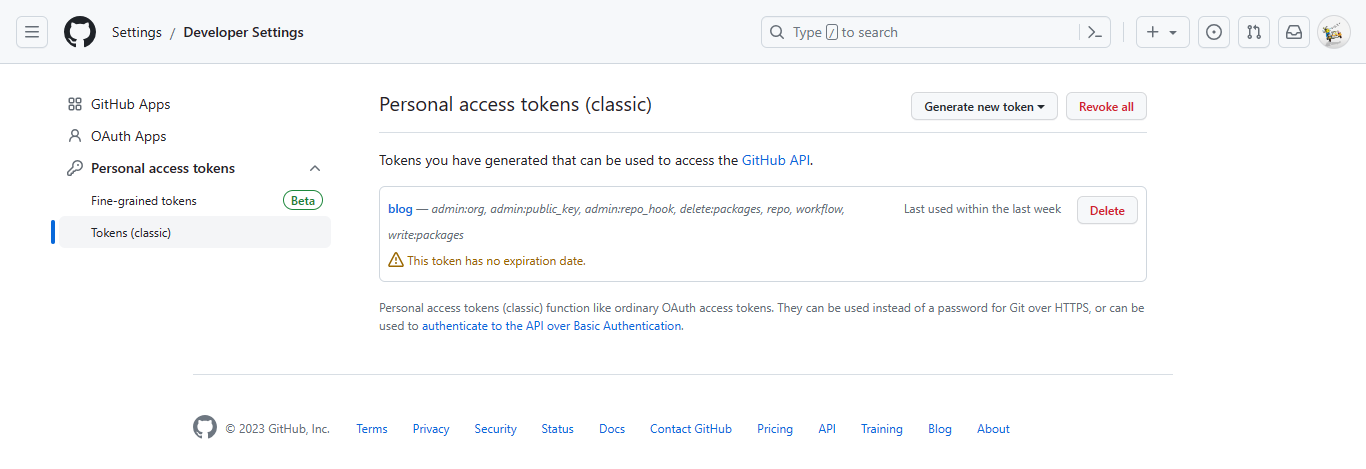 Settings / Developer Settings
Type / to search
GitHub Apps
OAuth Apps
Personal access tokens
Fine-grained tokens Beta
Tokens (classic)
Personal access tokens (classic)
Generate new token
Revoke all
Tokens you have generated that can be used to access the GitHub API.
blog — admin:org, admin:public_key, admin:repo_hook, delete:packages, repo, workflow,
write:packages
Last used within the last week
Delete
This token has no expiration date.
Personal access tokens (classic) function like ordinary OAuth access tokens. They can be used instead of a password for Git over HTTPS, or can be
used to authenticate to the API over Basic Authentication.
© 2023 GitHub, Inc. Terms Privacy Security Status Docs Contact GitHub Pricing API Training Blog About